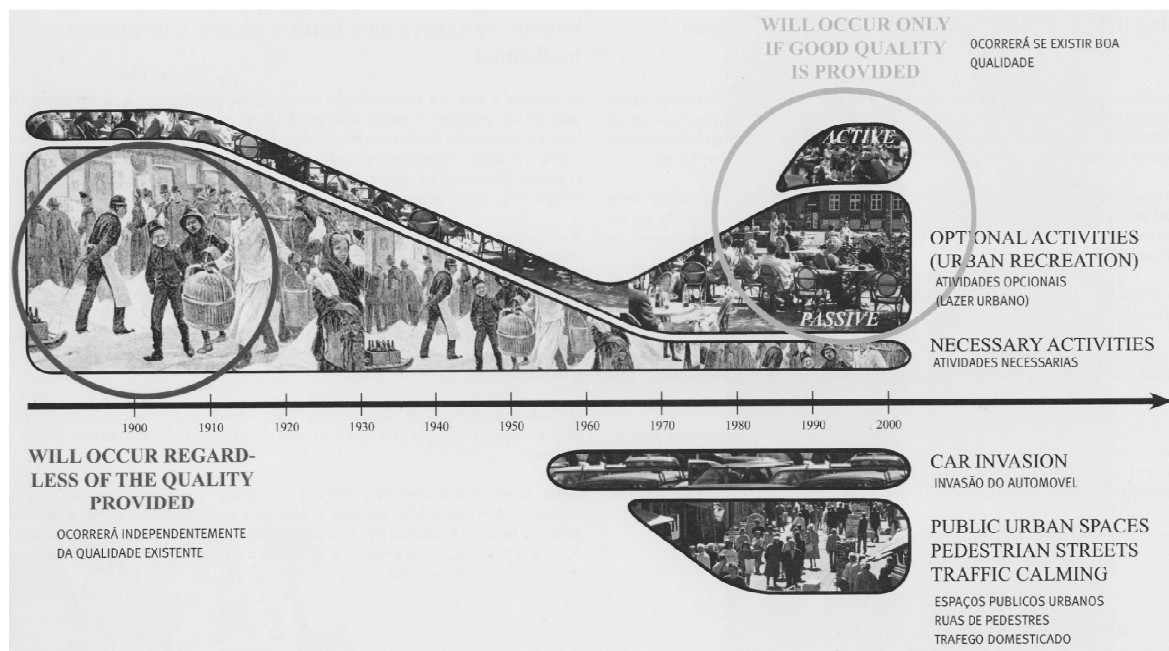 WILL OCCUR ONLY
IF GOOD QUALITY
IS PROVIDED
OCORRERÁ SE EXISTIR BOA
QUALIDADE
ACTIVE
PASSIVE
OPTIONAL ACTIVITIES
(URBAN RECREATION)
ATIVIDADES OPCIONAIS
(LAZER URBANO)
NECESSARY ACTIVITIES
ATIVIDADES NECESSARIAS
1900 1910 1920 1930 1940 1950 1960 1970 1980 1990 2000
WILL OCCUR REGARD-
LESS OF THE QUALITY
PROVIDED
OCORRERÁ INDEPENDENTEMENTE
DA QUALIDADE EXISTENTE
CAR INVASION
INVASÃO DO AUTOMOVEL
PUBLIC URBAN SPACES
PEDESTRIAN STREETS
TRAFFIC CALMING
ESPAÇOS PUBLICOS URBANOS
RUAS DE PEDESTRES
TRAFEGO DOMESTICADO